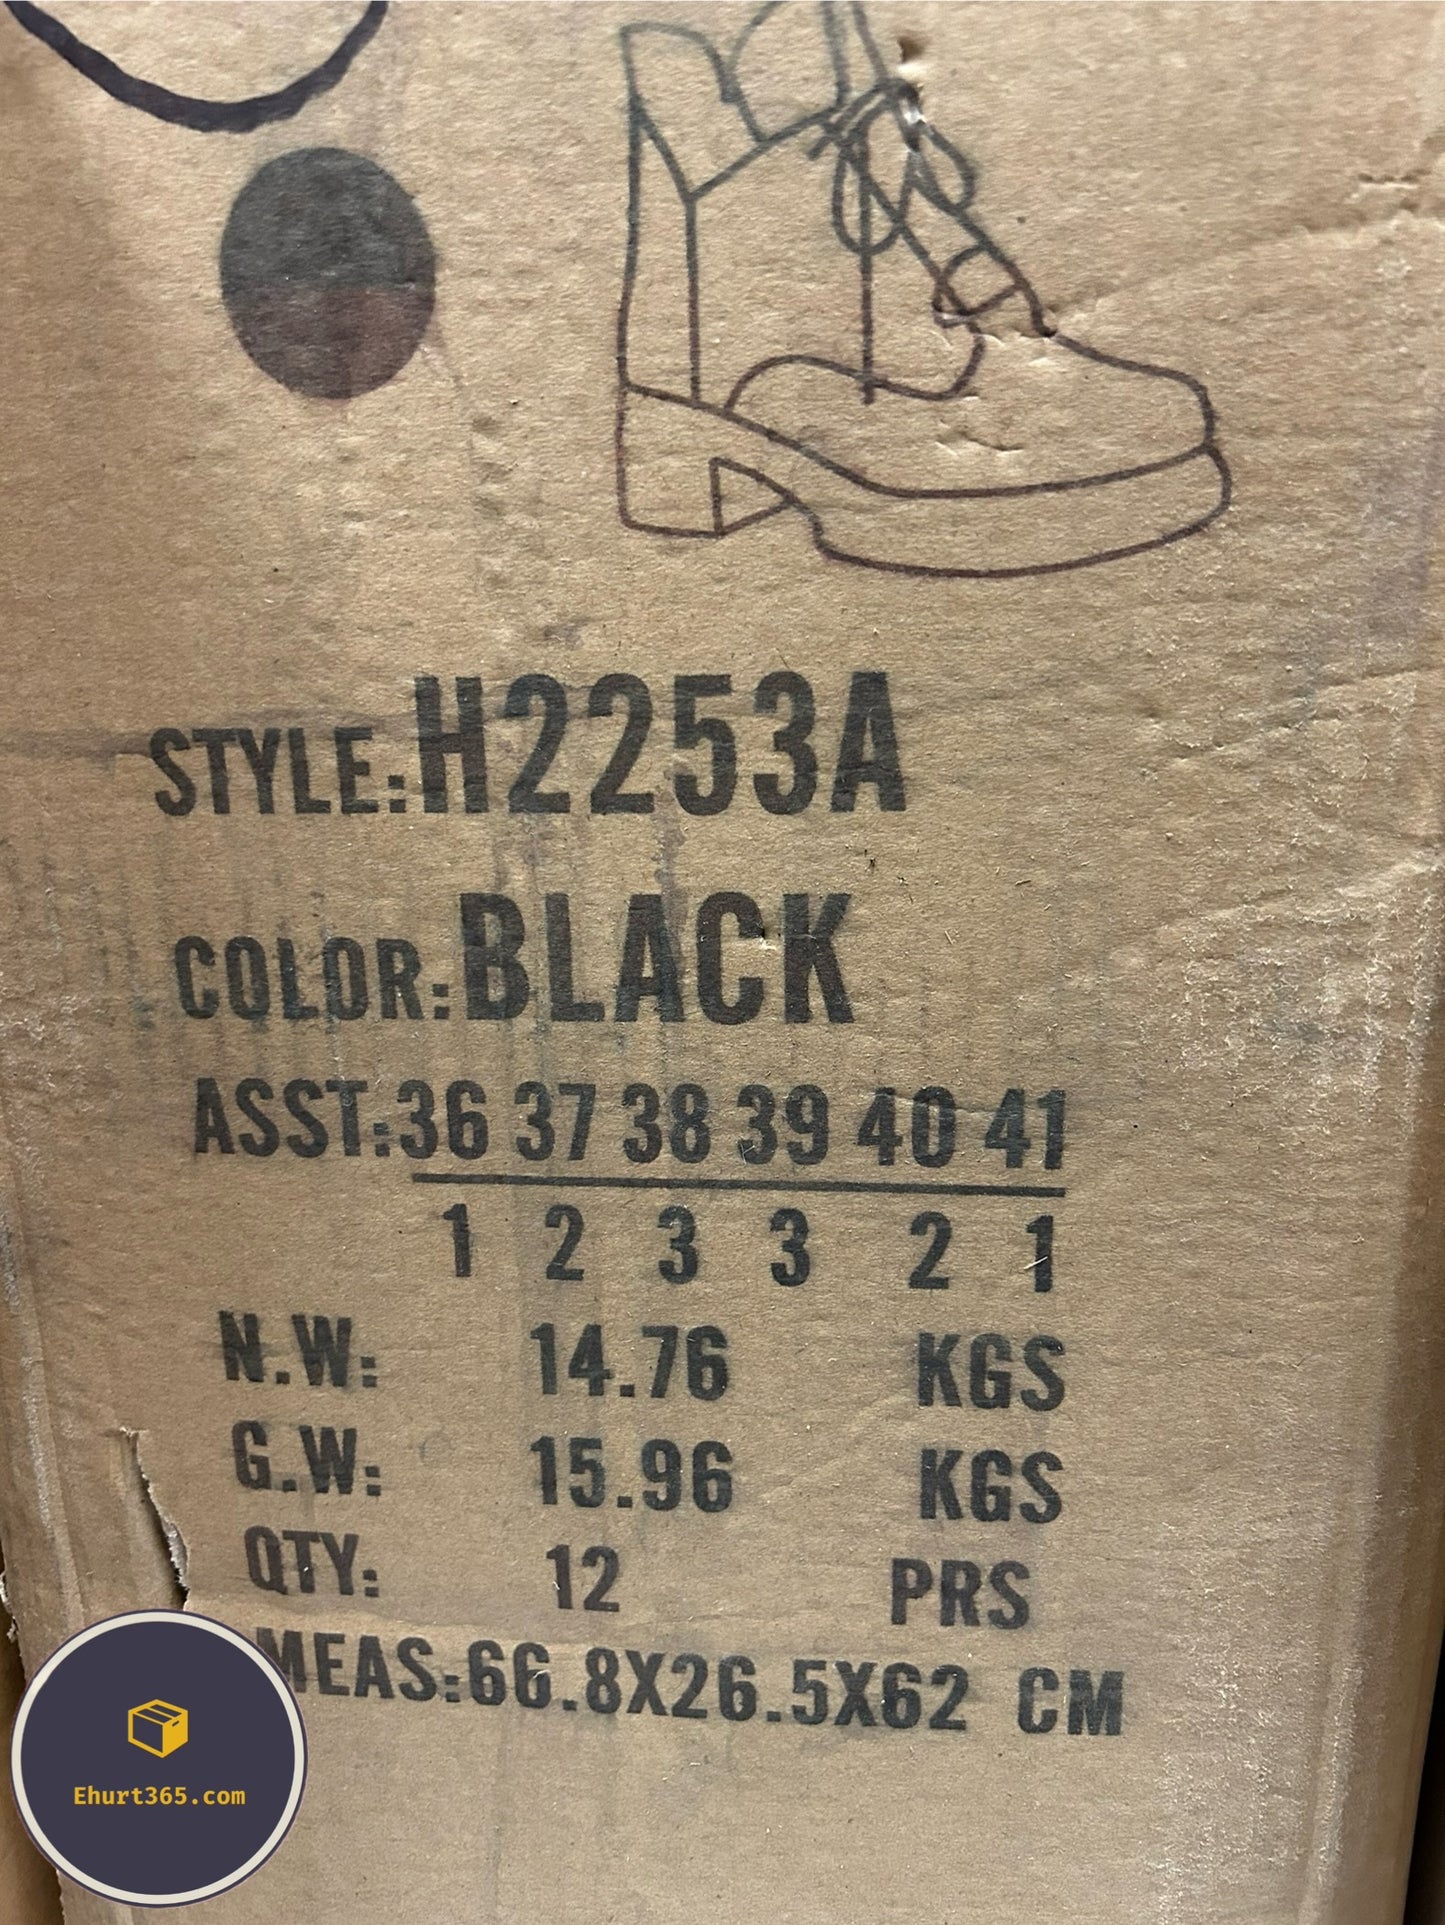 STYLE:H2253A
COLOR:BLACK
ASST:36 37 38 39 40 41
1 2 3 3 2 1
N.W: 14.76 KGS
G.W: 15.96 KGS
QTY: 12 PRS
MEAS:66.8X26.5X62 CM
Ehurt365.com